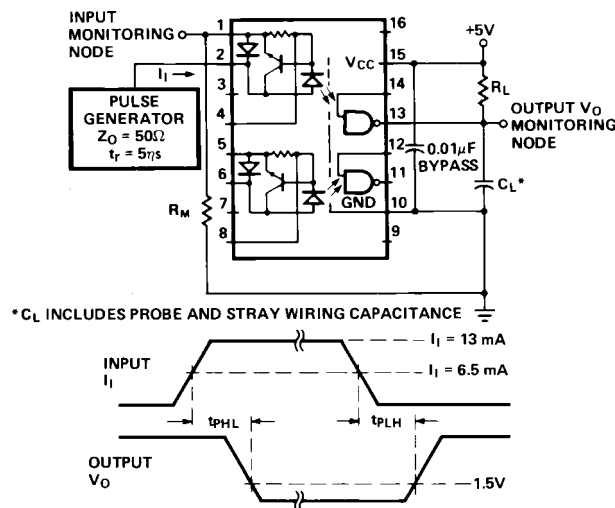 INPUT
MONITORING
NODE
1
16
+5V
2
15
VCC
I_I →
3
14
R_L
PULSE
GENERATOR
Z_O = 50Ω
t_r = 5ηs
4
13
OUTPUT V_O
MONITORING
NODE
5
12
0.01μF
BYPASS
6
11
GND
C_L*
7
10
R_M
8
9
*C_L INCLUDES PROBE AND STRAY WIRING CAPACITANCE
INPUT
I_I
I_I = 13 mA
I_I = 6.5 mA
t_PHL
t_PLH
OUTPUT
V_O
1.5V